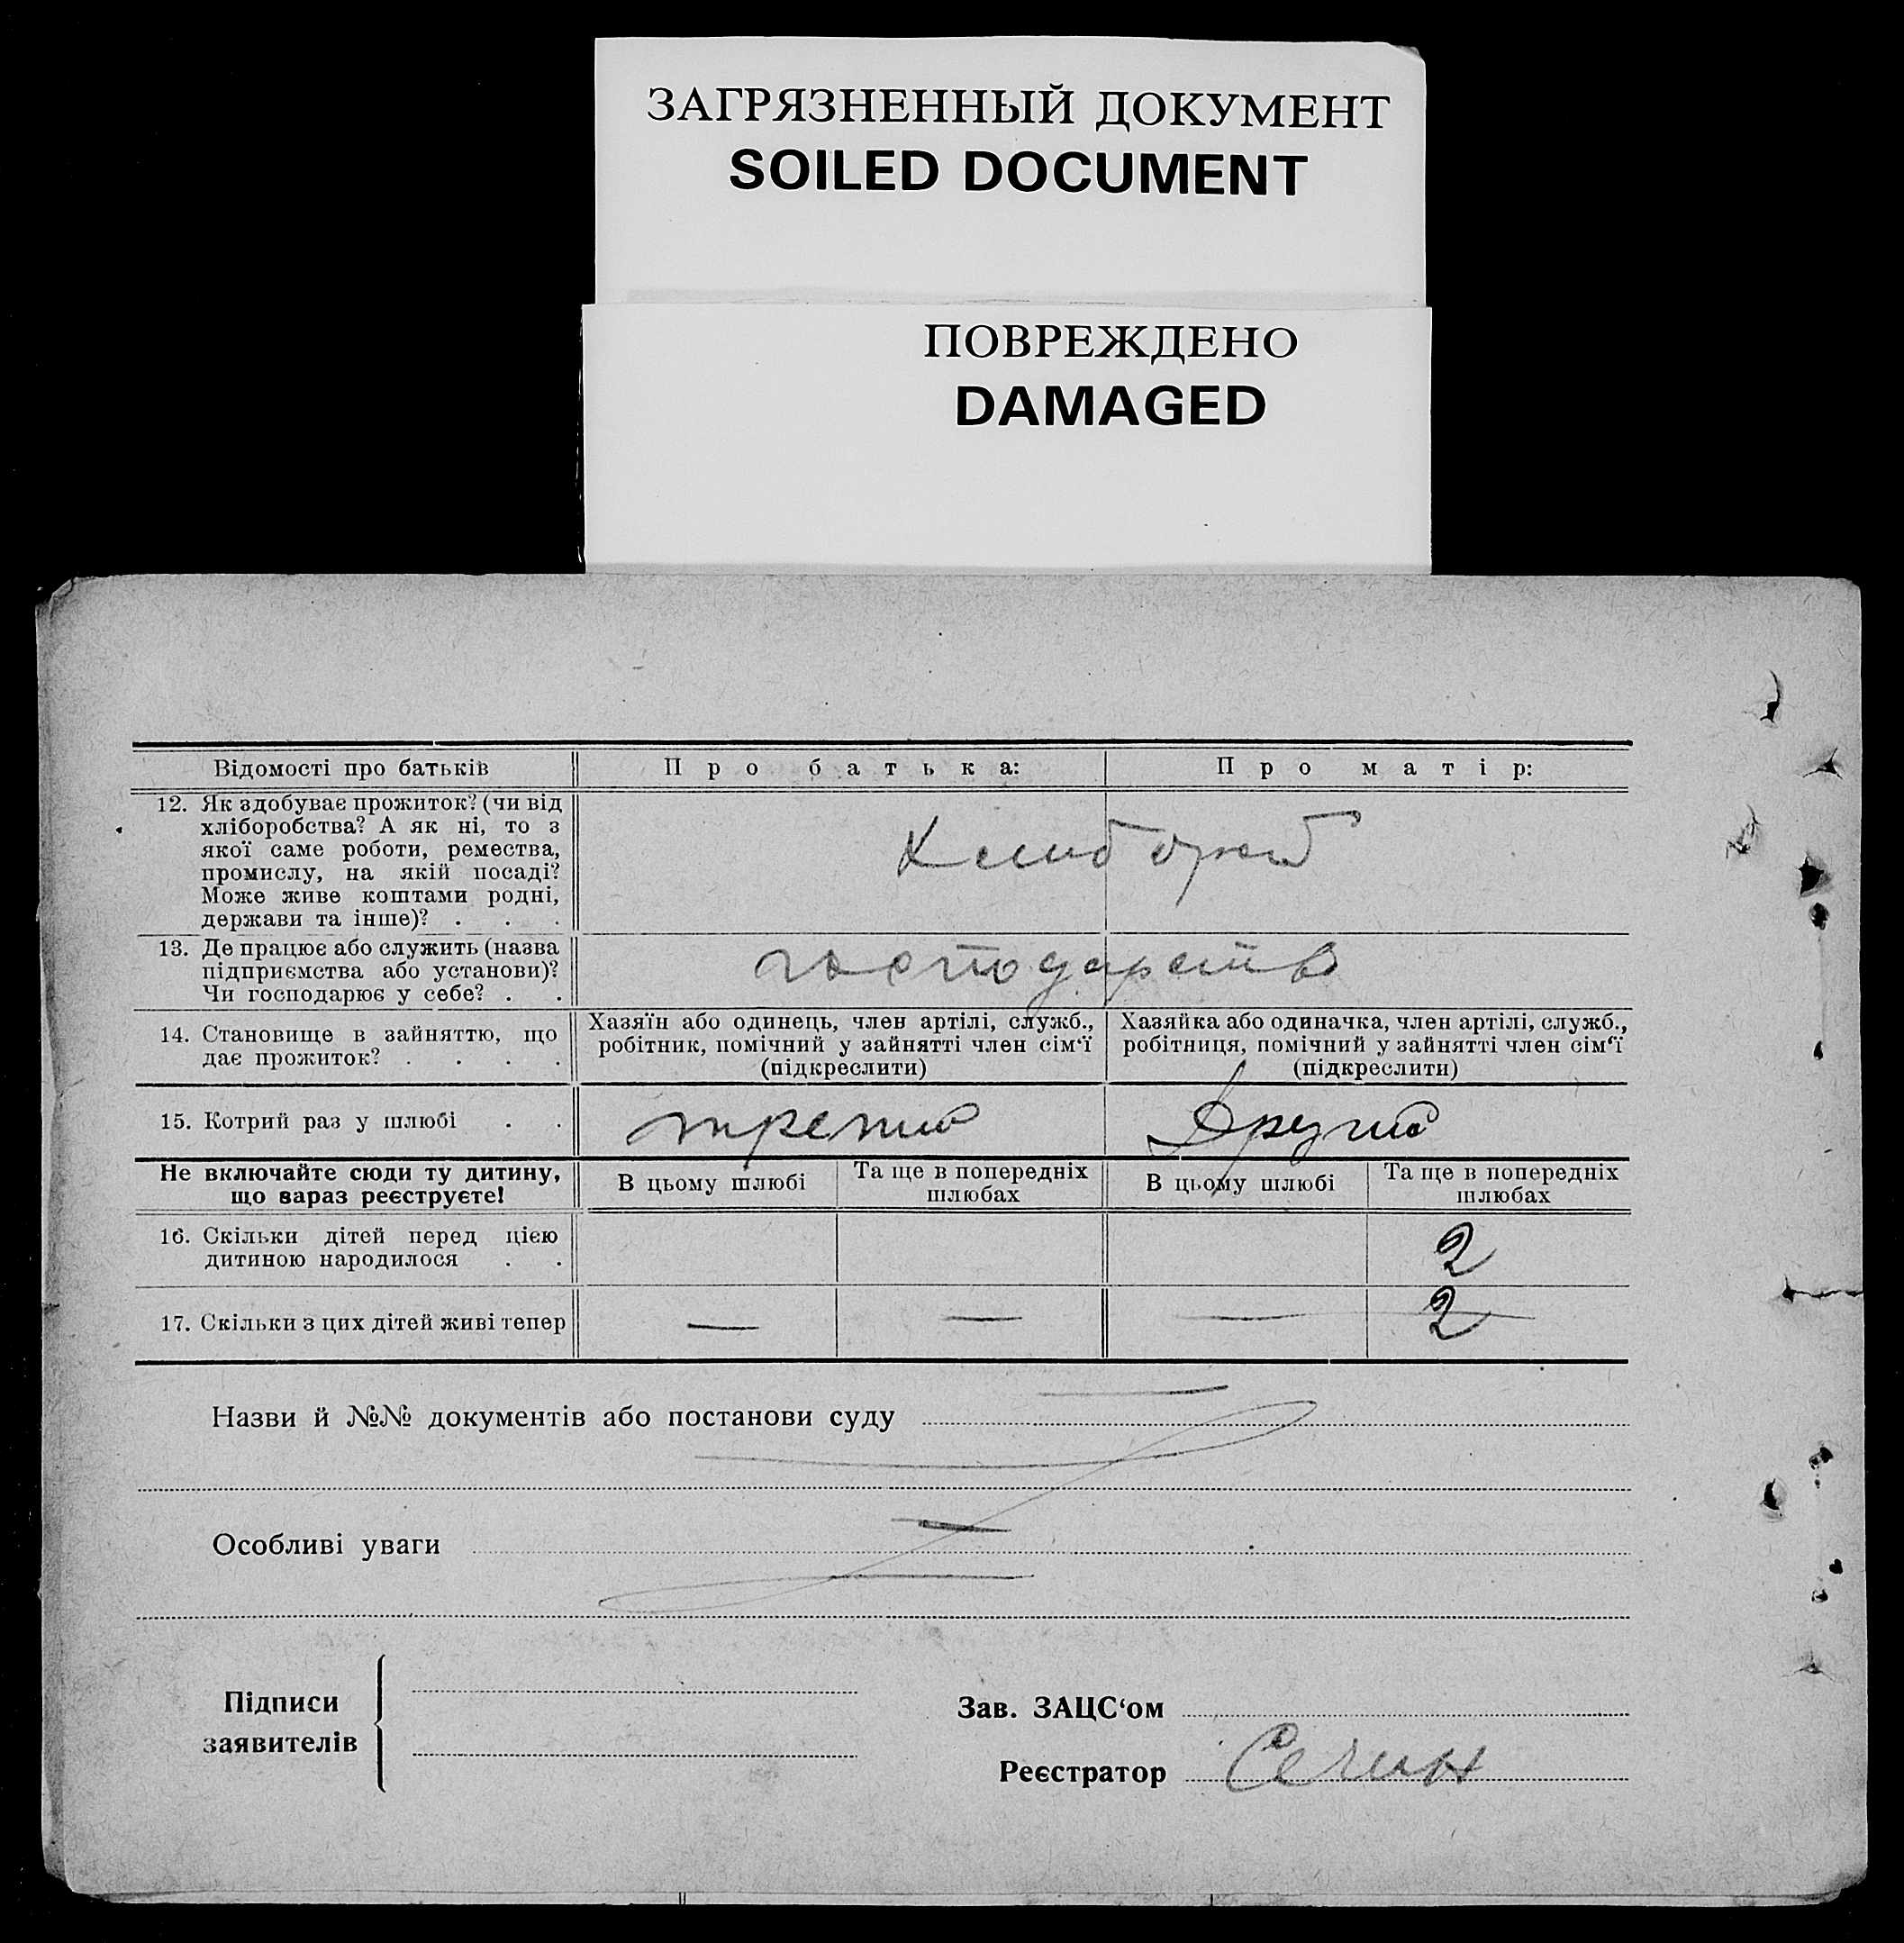 ЗАГРЯЗНЕННЫЙ ДОКУМЕНТ
SOILED DOCUMENT
ПОВРЕЖДЕНО
DAMAGED
Відомості про батьків
Про батька:
Про матір:
12. Як здобуває прожиток? (чи від
хліборобства? А як ні, то з
якої саме роботи, ремества,
промислу, на якій посаді?
Може живе коштами родні,
держави та інше)? . . .
13. Де працює або служить (назва
підприємства або установи)?
Чи господарює у себе? . .
господарств
14. Становище в зайняттю, що
дає прожиток? . . . .
Хазяїн або одинець, член артілі, служб.,
робітник, помічний у зайнятті член сім‘ї
(підкреслити)
Хазяйка або одиначка, член артілі, служб.,
робітниця, помічний у зайнятті член сім‘ї
(підкреслити)
15. Котрий раз у шлюбі . .
третий
Другий
Не включайте сюди ту дитину,
що вараз реєструєте!
В цьому шлюбі
Та ще в попередніх
шлюбах
В цьому шлюбі
Та ще в попередніх
шлюбах
16. Скільки дітей перед цією
дитиною народилося . .
2
17. Скільки з цих дітей живі тепер
— — — 2
Назви й №№ документів або постанови суду
Особливі уваги
Підписи
заявителів
Зав. ЗАЦС‘ом
Реєстратор